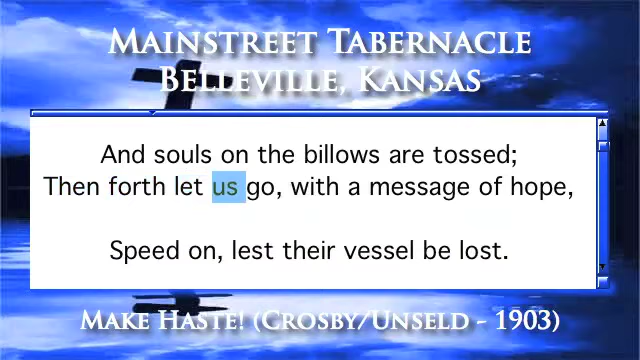 Mainstreet Tabernacle
Belleville, Kansas
And souls on the billows are tossed;
Then forth let us go, with a message of hope,
Speed on, lest their vessel be lost.
Make Haste! (Crosby/Unseld - 1903)